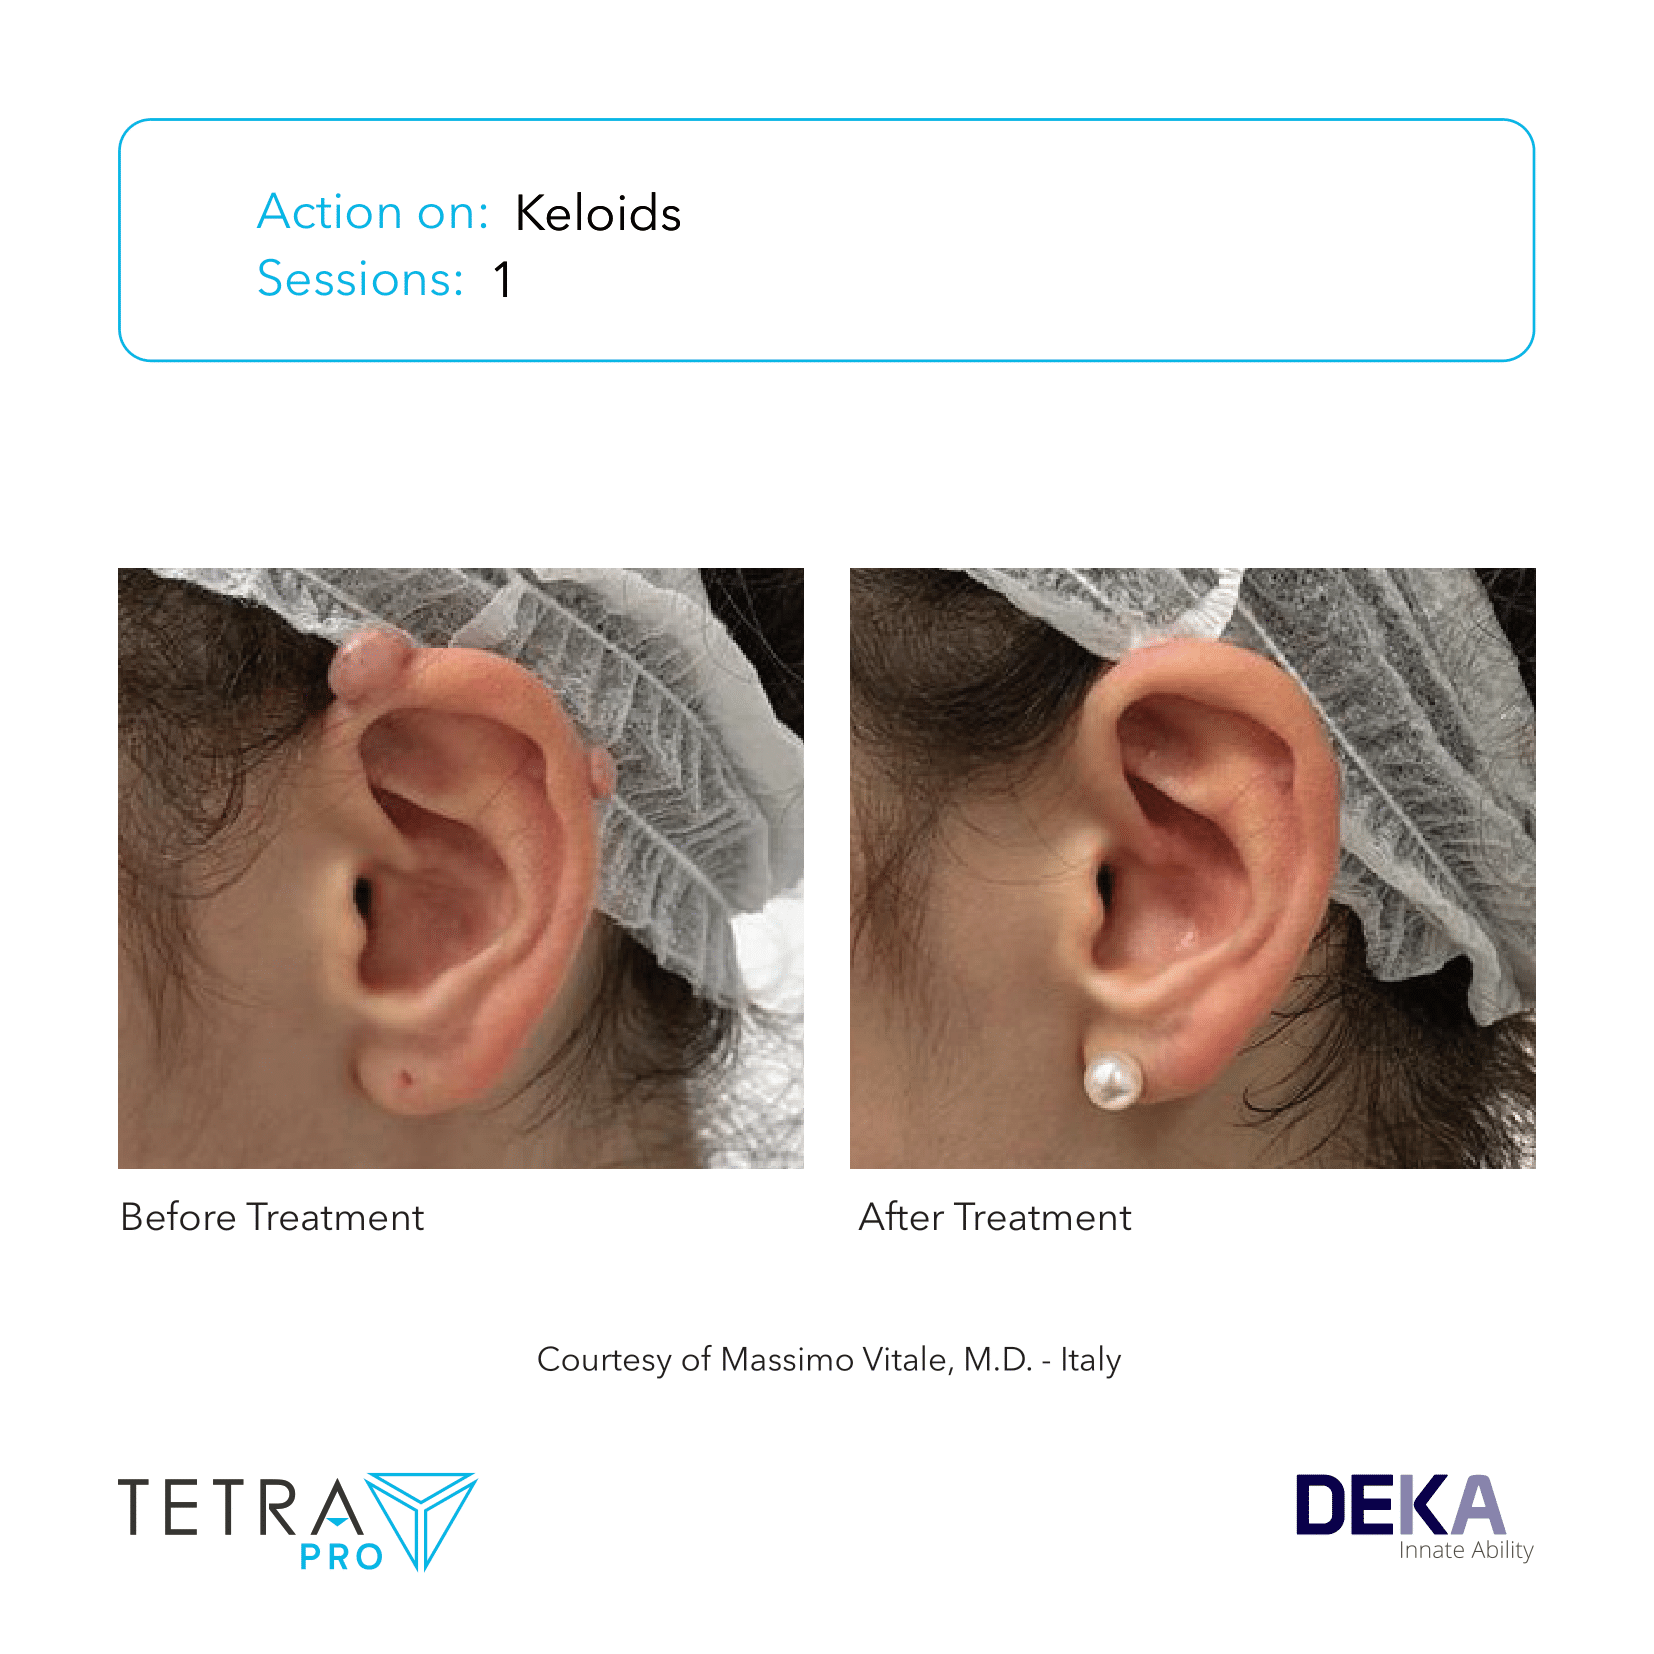 Action on: Keloids
Sessions: 1
Before Treatment
After Treatment
Courtesy of Massimo Vitale, M.D. - Italy
TETRA
PRO
DEKA
Innate Ability